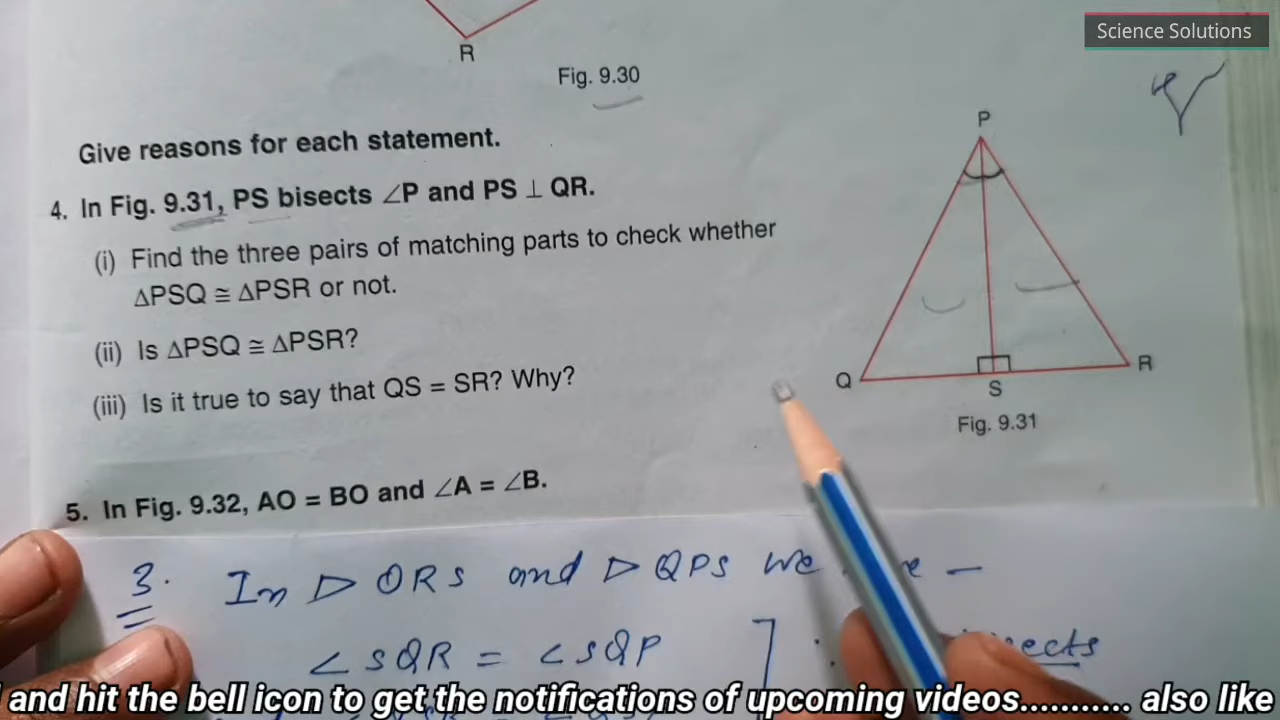 Science Solutions
R
Fig. 9.30
Give reasons for each statement.
4. In Fig. 9.31, PS bisects ∠P and PS ⊥ QR.
(i) Find the three pairs of matching parts to check whether
ΔPSQ ≅ ΔPSR or not.
(ii) Is ΔPSQ ≅ ΔPSR?
(iii) Is it true to say that QS = SR? Why?
P
Q
S
R
Fig. 9.31
5. In Fig. 9.32, AO = BO and ∠A = ∠B.
3. In Δ QRS and Δ QPS we
∠SQR = ∠SQP
and hit the bell icon to get the notifications of upcoming videos........... also like